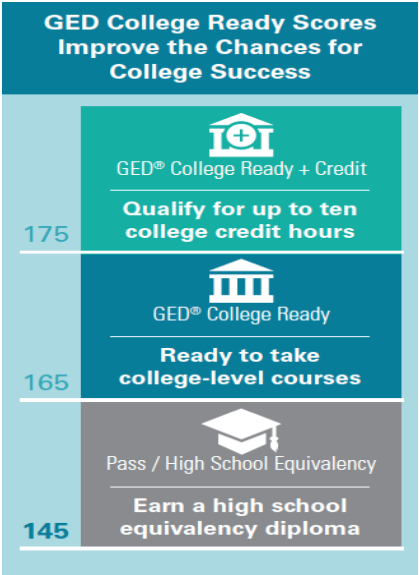 GED College Ready Scores
Improve the Chances for
College Success
GED® College Ready + Credit
Qualify for up to ten
college credit hours
175
GED® College Ready
Ready to take
college-level courses
165
Pass / High School Equivalency
Earn a high school
equivalency diploma
145